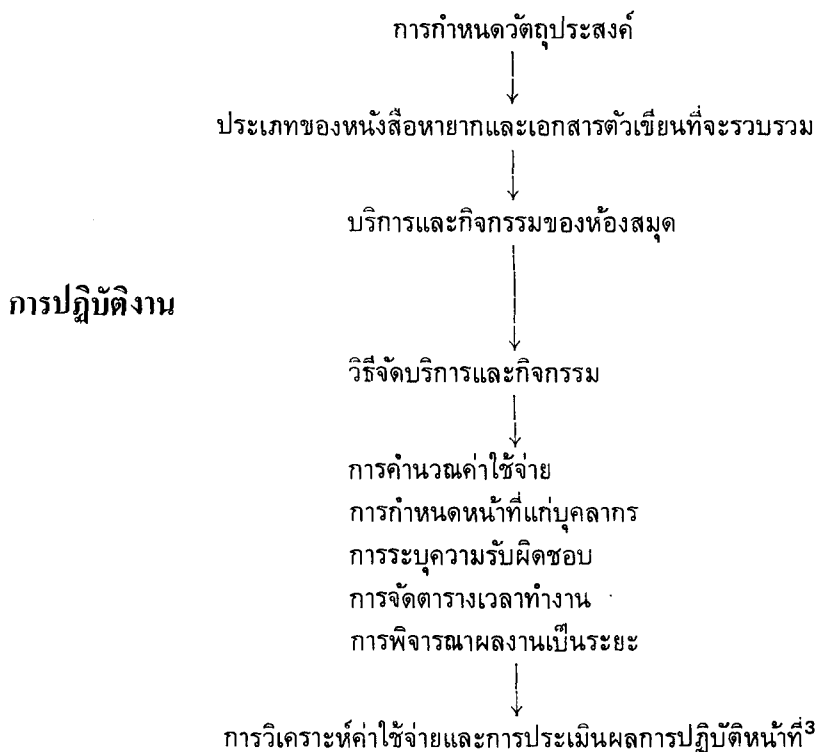 การกำหนดวัตถุประสงค์
ประเภทของหนังสือหายากและเอกสารตัวเขียนที่จะรวบรวม
บริการและกิจกรรมของห้องสมุด
การปฏิบัติงาน
วิธีจัดบริการและกิจกรรม
การคำนวณค่าใช้จ่าย
การกำหนดหน้าที่แก่บุคลากร
การระบุความรับผิดชอบ
การจัดตารางเวลาทำงาน
การพิจารณาผลงานเป็นระยะ
การวิเคราะห์ค่าใช้จ่ายและการประเมินผลการปฏิบัติหน้าที่³